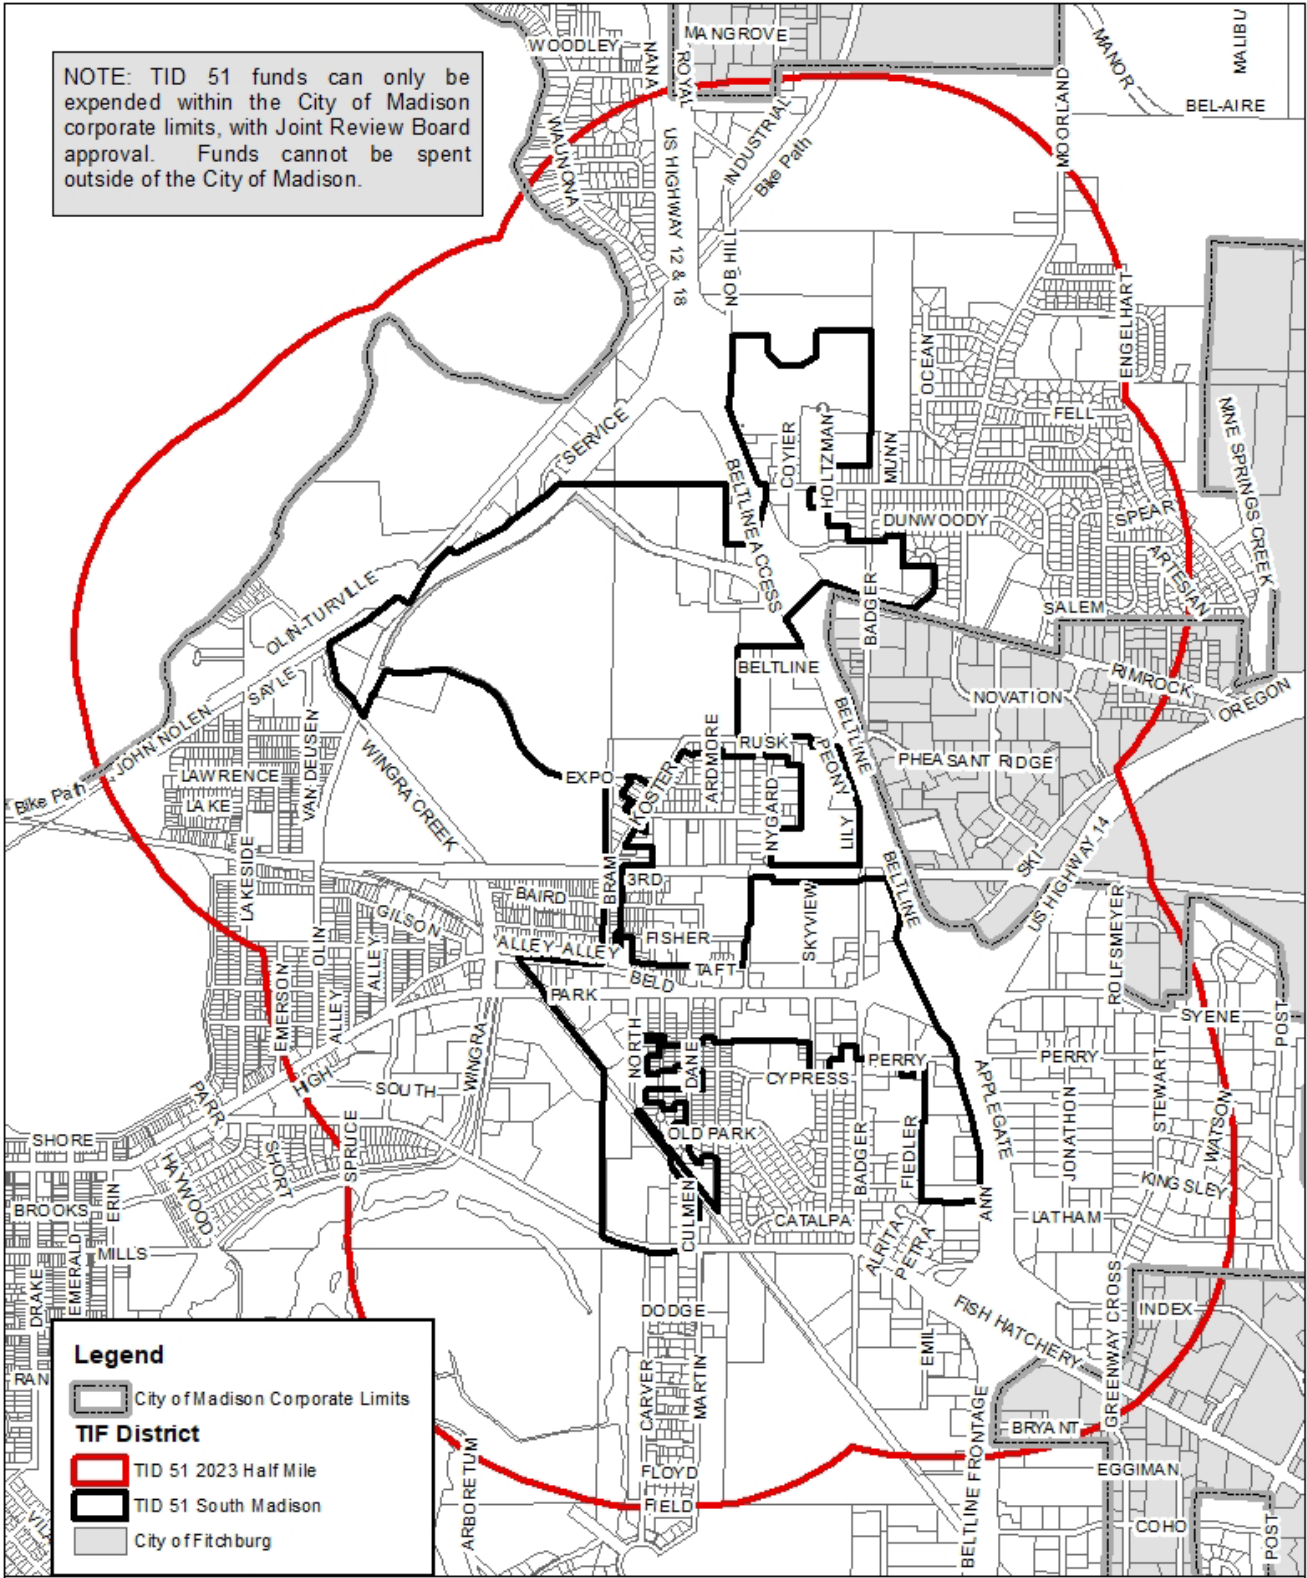 WOODLEY
NANA
ROYAL
MANGROVE
MANOR
MALIBU
NOTE: TID 51 funds can only be
expended within the City of Madison
corporate limits, with Joint Review Board
approval. Funds cannot be spent
outside of the City of Madison.
BEL-AIRE
MOORLAND
INDUSTRIAL
Bike Path
WAUNONA
US HIGHWAY 12 & 18
NOB HILL
ENGELHART
OCEAN
FELL
NINE SPRINGS CREEK
SERVICE
COYIER
HOLTZMAN
MUNN
BELTLINE ACCESS
DUNWOODY
SPEAR
ARTESIAN
OLIN-TURVILLE
BADGER
SALEM
BELTLINE
RIMROCK
OREGON
SAYLE
NOVATION
JOHN NOLEN
VAN DEUSEN
WINGRA CREEK
ARDMORE
RUSK
PEONY
BELTLINE
PHEASANT RIDGE
LAWRENCE
LAKE
Bike Path
EXPO
KOSTER
NYGARD
LILY
SKI
US HIGHWAY 14
LAKESIDE
BRAM
3RD
BAIRD
GILSON
SKYVIEW
BELTLINE
ROLFSMEYER
OLIN
ALLEY
ALLEY
ALLEY-ALLEY
FISHER
TAFT
BELD
PARK
EMERSON
SYENE
POST
WINGRA
NORTH
DANE
CYPRESS
PERRY
PERRY
APPLEGATE
HIGH
SOUTH
PARR
SHORE
SPRUCE
OLD PARK
BADGER
FIEDLER
JONATHON
STEWART
WATSON
HAYWOOD
SHORT
ERIN
BROOKS
KINGSLEY
ANN
LATHAM
CATALPA
CULMEN
ALRITA
PETRA
MILLS
EMERALD
DRAKE
DODGE
FISH HATCHERY
INDEX
GREENWAY CROSS
EMIL
CARVER
MARTIN
RAN
BRYANT
BELTLINE FRONTAGE
ARBORETUM
FLOYD
FIELD
EGGIMAN
COHO
POST
Legend
City of Madison Corporate Limits
TIF District
TID 51 2023 Half Mile
TID 51 South Madison
City of Fitchburg